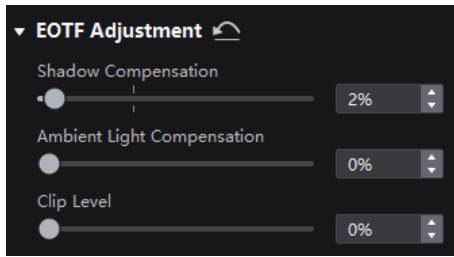 EOTF Adjustment
Shadow Compensation
2%
Ambient Light Compensation
0%
Clip Level
0%